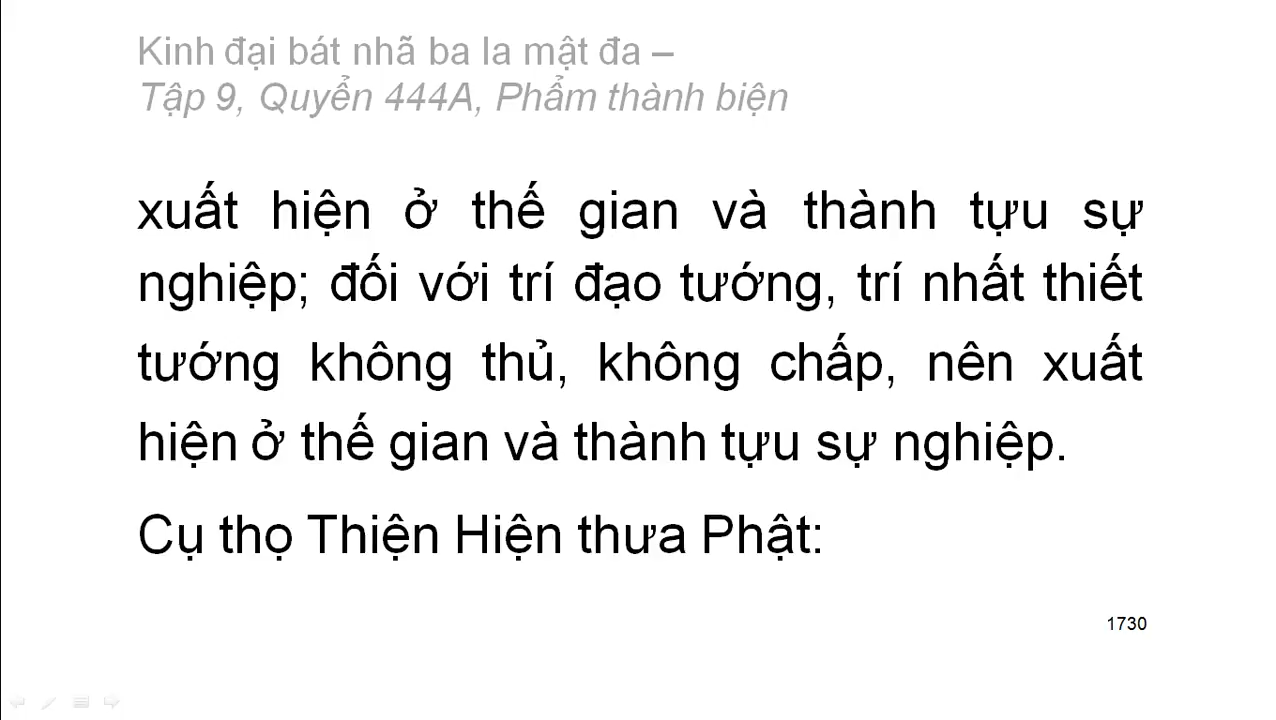 Kinh đại bát nhã ba la mật đa –
Tập 9, Quyển 444A, Phẩm thành biện
xuất hiện ở thế gian và thành tựu sự
nghiệp; đối với trí đạo tướng, trí nhất thiết
tướng không thủ, không chấp, nên xuất
hiện ở thế gian và thành tựu sự nghiệp.
Cụ thọ Thiện Hiện thưa Phật:
1730